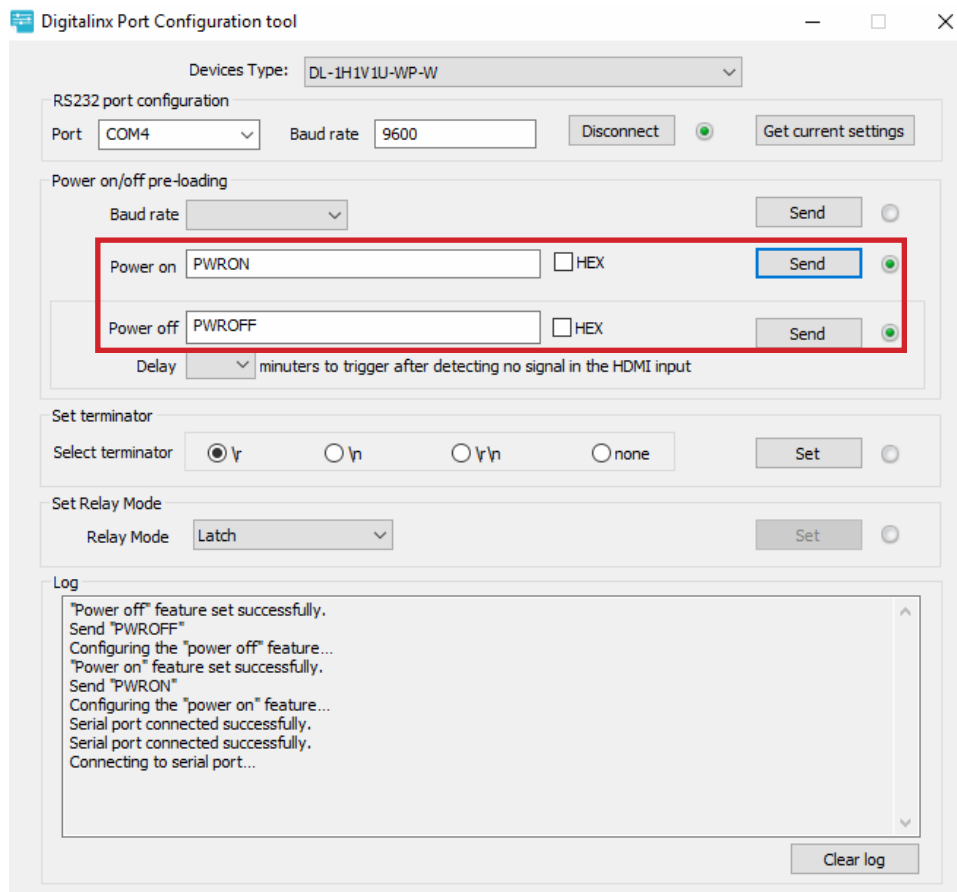 Digitalinx Port Configuration tool
Devices Type: DL-1H1V1U-WP-W
RS232 port configuration
Port COM4 Baud rate 9600 Disconnect Get current settings
Power on/off pre-loading
Baud rate Send
Power on PWRON HEX Send
Power off PWROFF HEX Send
Delay minuters to trigger after detecting no signal in the HDMI input
Set terminator
Select terminator \r \n \r\n none Set
Set Relay Mode
Relay Mode Latch Set
Log
"Power off" feature set successfully.
Send "PWROFF"
Configuring the "power off" feature...
"Power on" feature set successfully.
Send "PWRON"
Configuring the "power on" feature...
Serial port connected successfully.
Serial port connected successfully.
Connecting to serial port...
Clear log